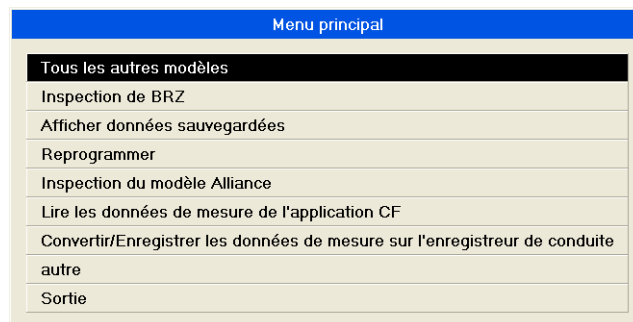 Menu principal
Tous les autres modèles
Inspection de BRZ
Afficher données sauvegardées
Reprogrammer
Inspection du modèle Alliance
Lire les données de mesure de l'application CF
Convertir/Enregistrer les données de mesure sur l'enregistreur de conduite
autre
Sortie